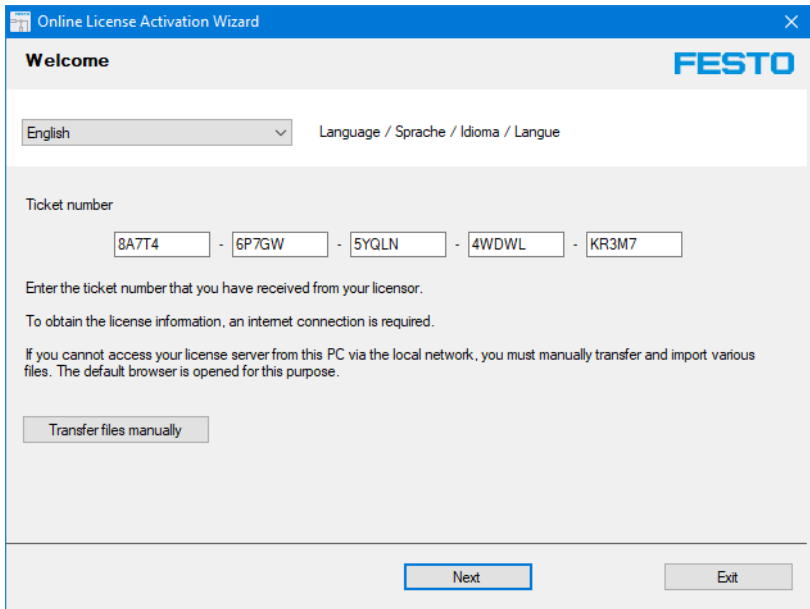 Online License Activation Wizard
Welcome
FESTO
English
Language / Sprache / Idioma / Langue
Ticket number
8A7T4 - 6P7GW - 5YQLN - 4WDWL - KR3M7
Enter the ticket number that you have received from your licensor.
To obtain the license information, an internet connection is required.
If you cannot access your license server from this PC via the local network, you must manually transfer and import various
files. The default browser is opened for this purpose.
Transfer files manually
Next
Exit